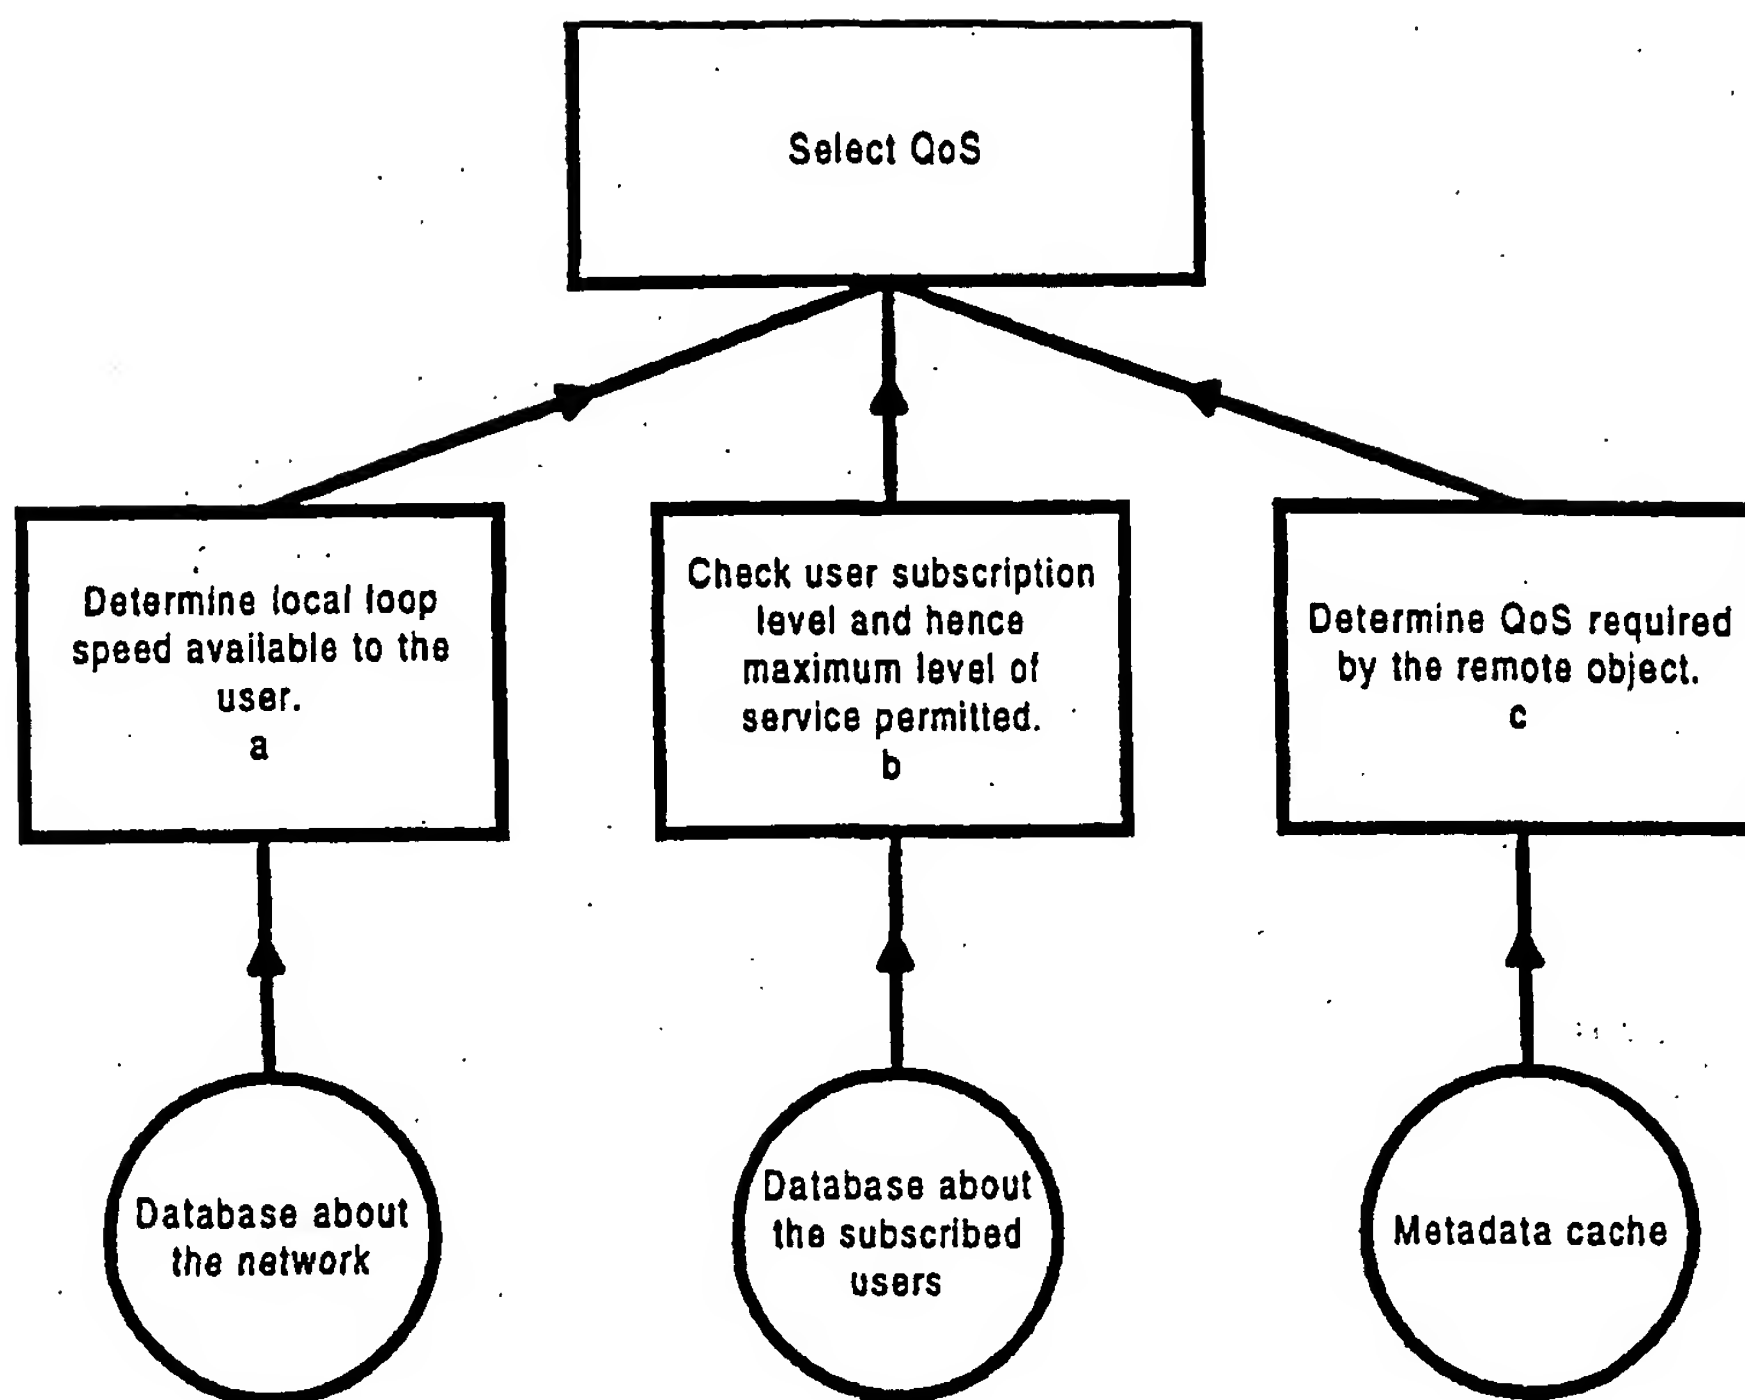 Select QoS
Determine local loop
speed available to the
user.
a
Check user subscription
level and hence
maximum level of
service permitted.
b
Determine QoS required
by the remote object.
c
Database about
the network
Database about
the subscribed
users
Metadata cache